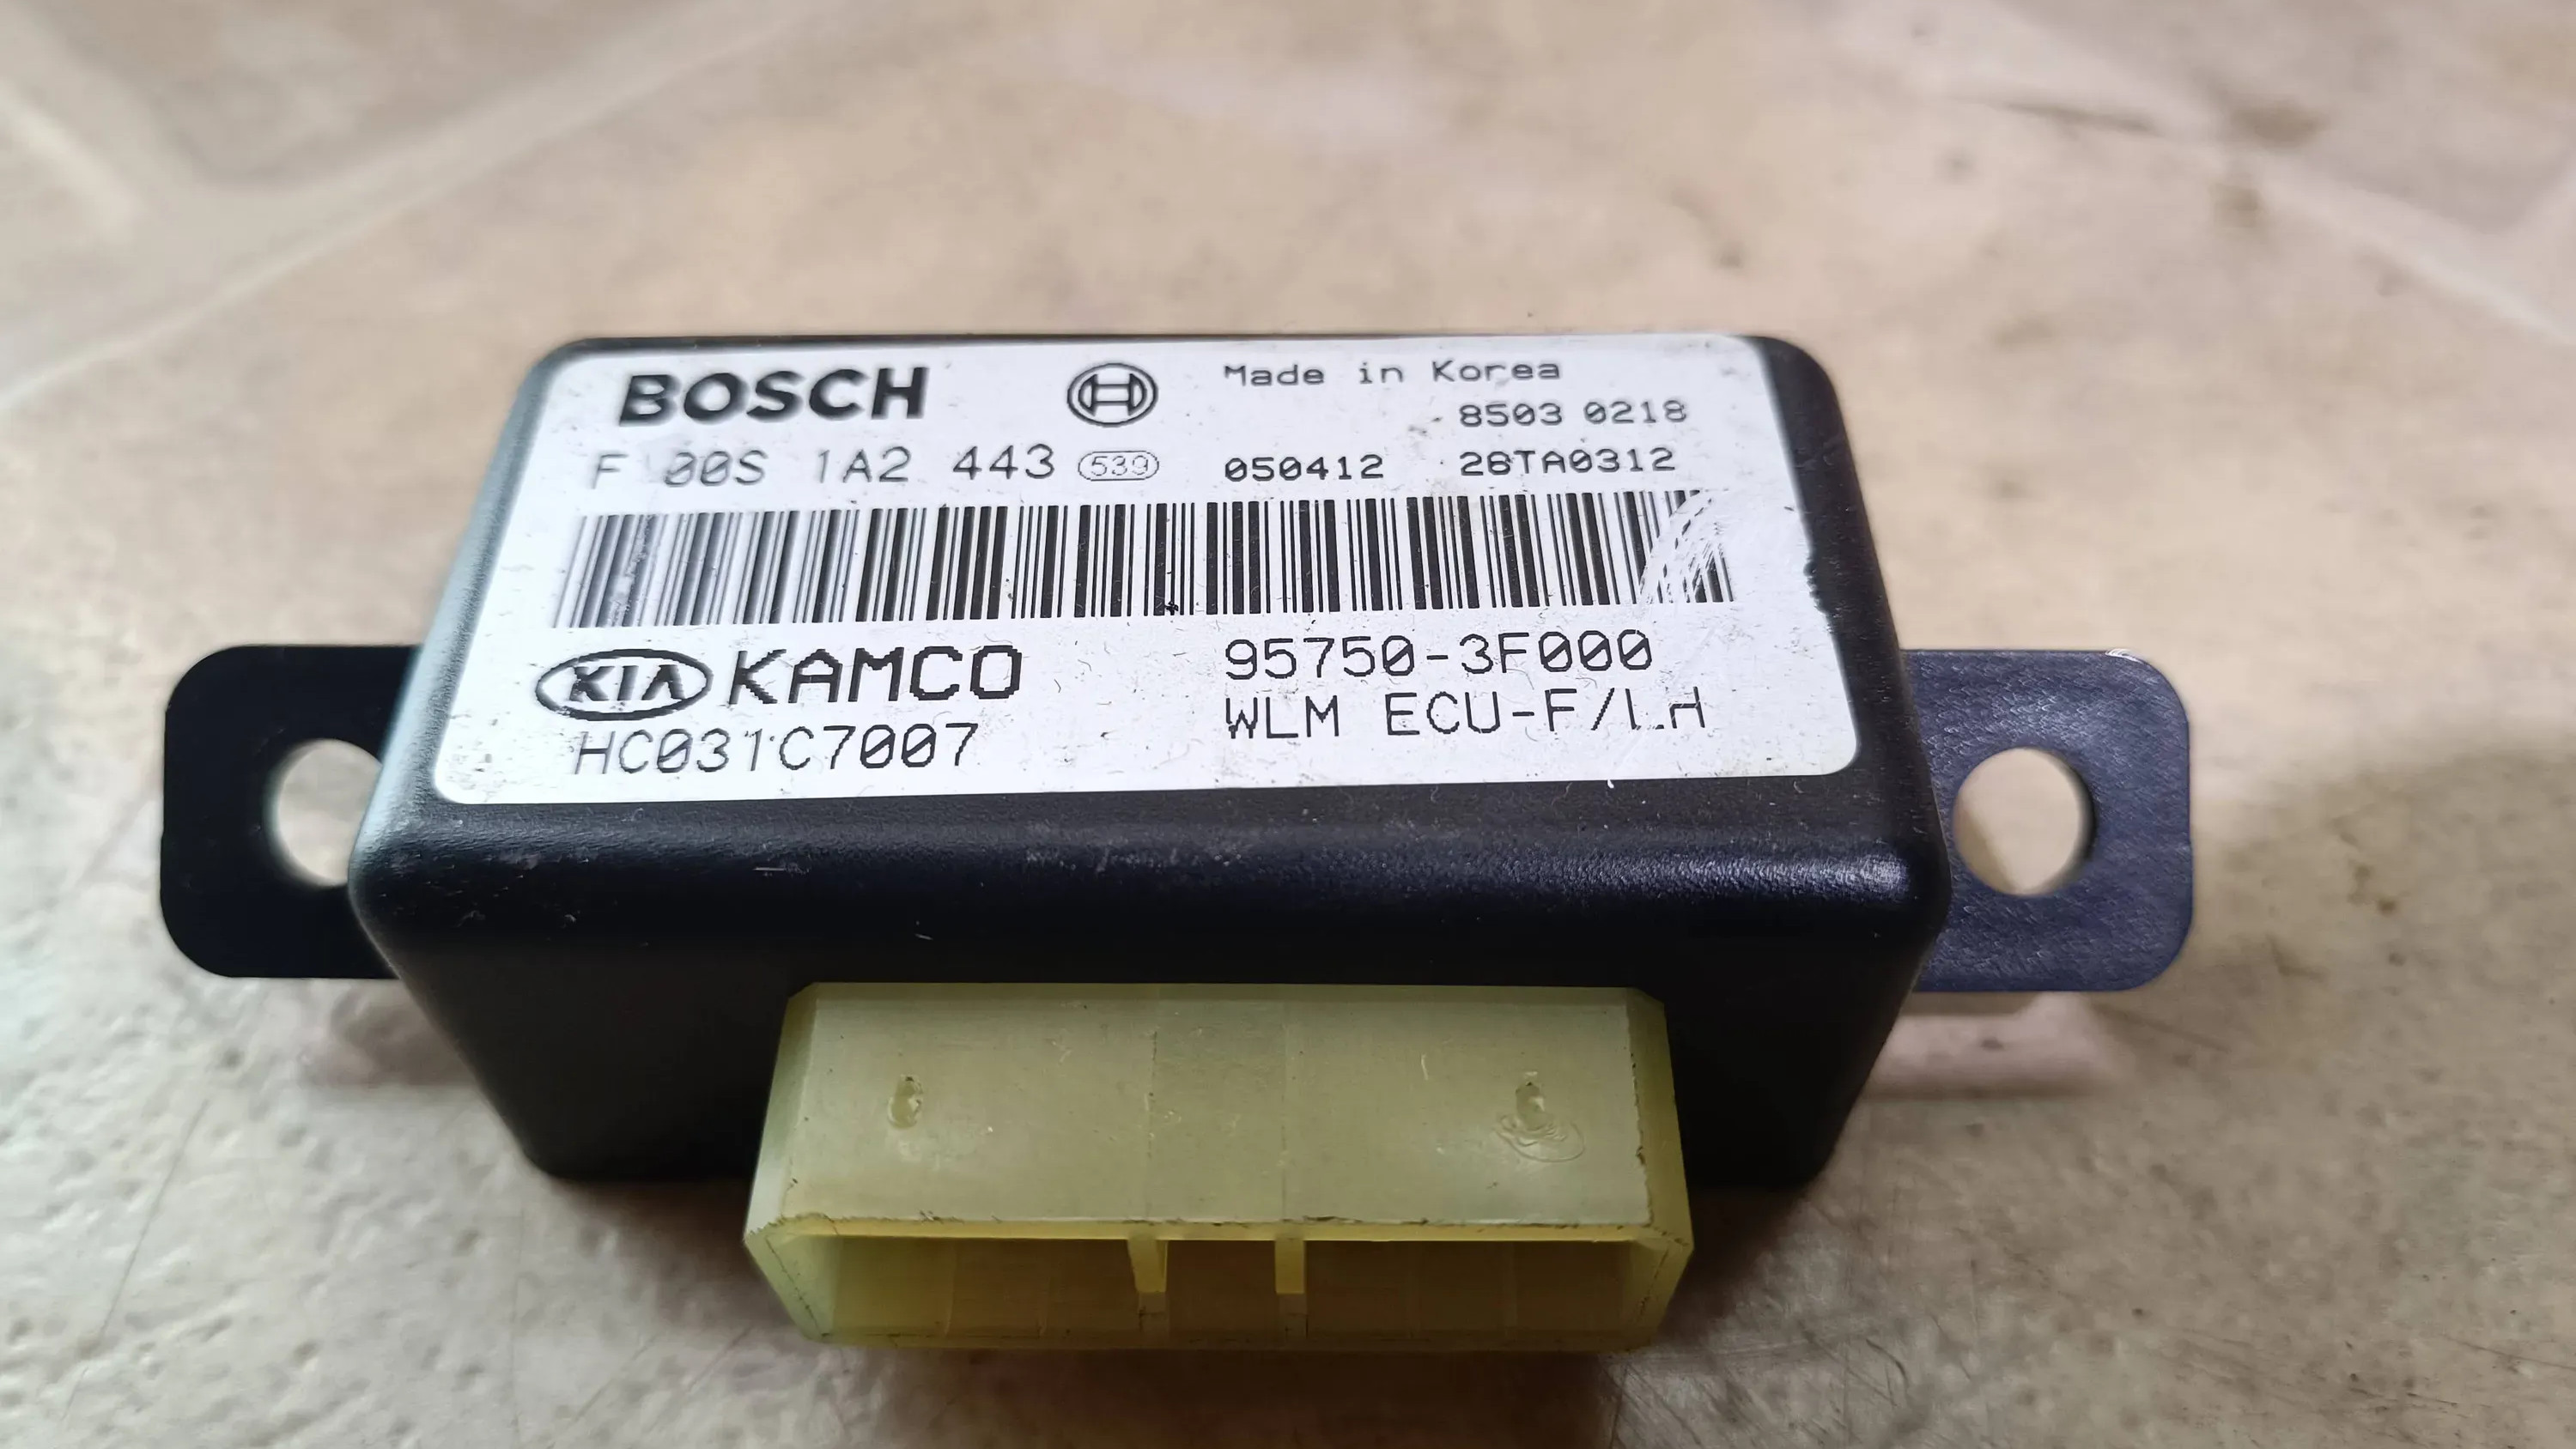 BOSCH
Made in Korea
8503 0218
F 00S 1A2 443 539
050412 26TA0312
KIA KAMCO
95750-3F000
HC031C7007
WLM ECU-F/LH